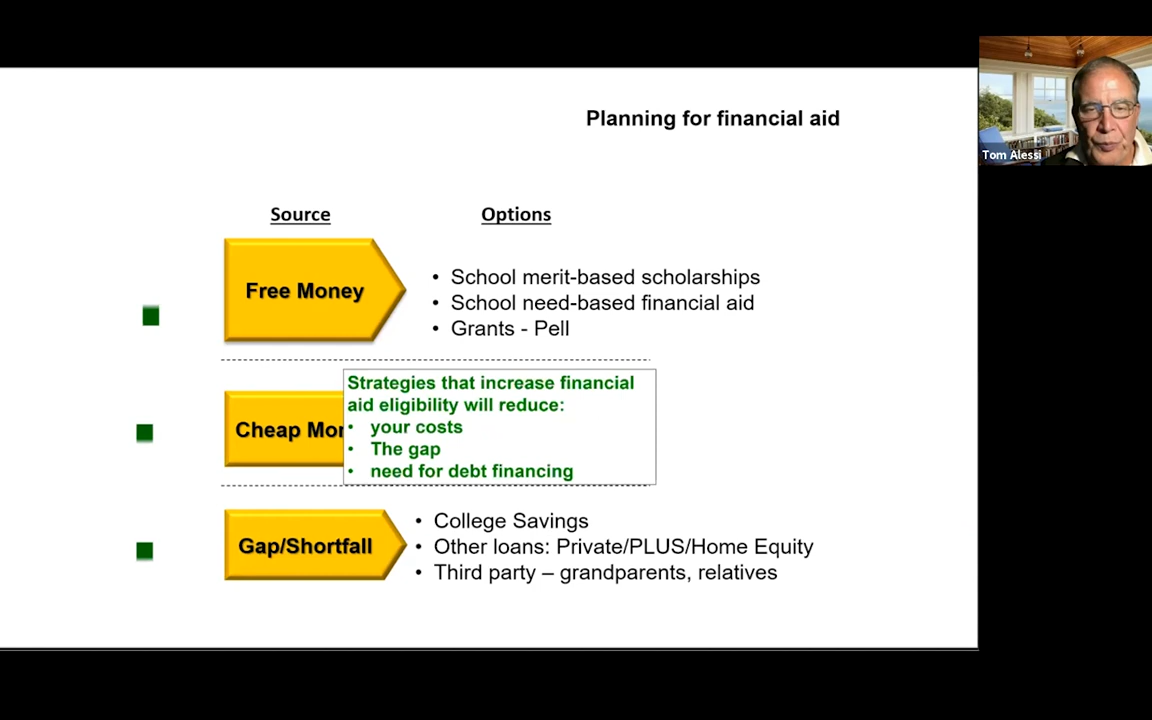 Planning for financial aid
Tom Alessi
Source
Options
Free Money
• School merit-based scholarships
• School need-based financial aid
• Grants - Pell
Cheap
Strategies that increase financial
aid eligibility will reduce:
• your costs
• The gap
• need for debt financing
Gap/Shortfall
• College Savings
• Other loans: Private/PLUS/Home Equity
• Third party – grandparents, relatives